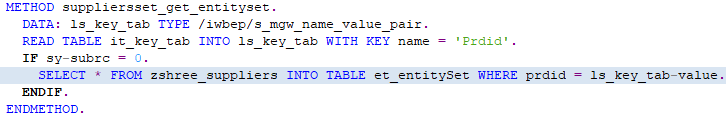 METHOD suppliersset_get_entityset.
DATA: ls_key_tab TYPE /iwbep/s_mgw_name_value_pair.
READ TABLE it_key_tab INTO ls_key_tab WITH KEY name = 'Prdid'.
IF sy-subrc = 0.
SELECT * FROM zshree_suppliers INTO TABLE et_entitySet WHERE prdid = ls_key_tab-value.
ENDIF.
ENDMETHOD.